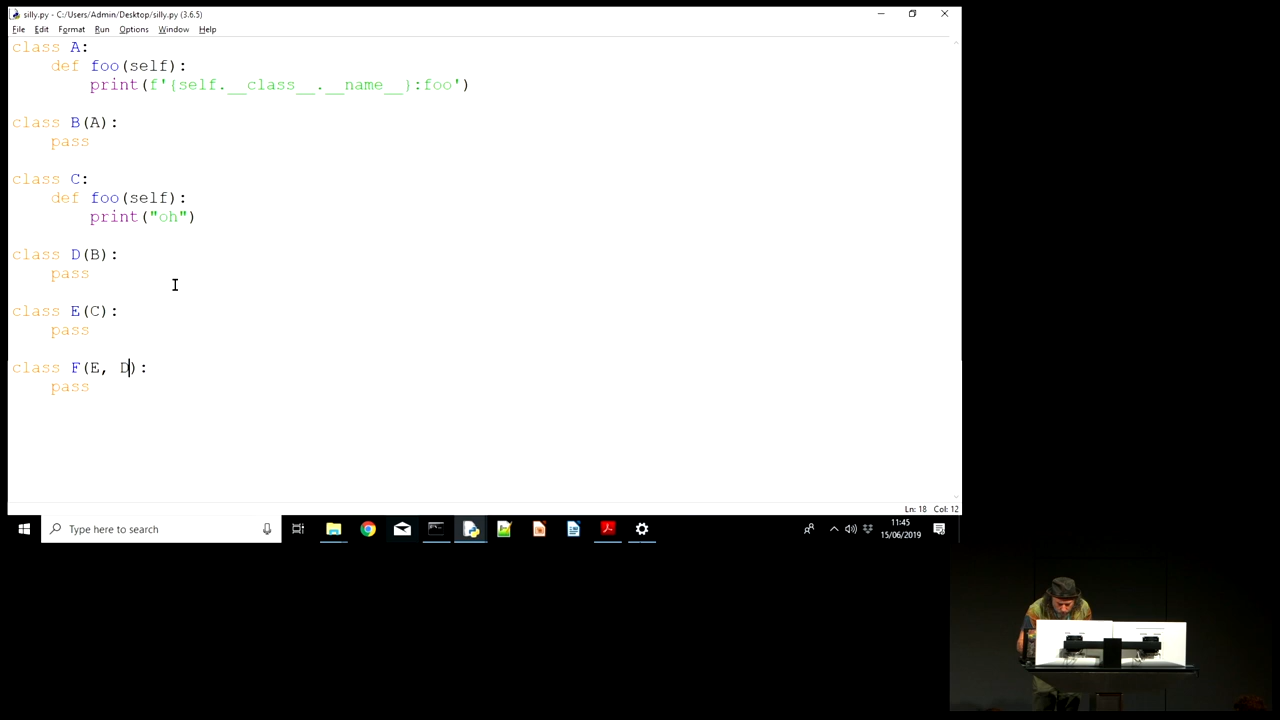 silly.py - C:/Users/Admin/Desktop/silly.py (3.6.5)
File Edit Format Run Options Window Help
class A:
    def foo(self):
        print(f'{self.__class__.__name__}:foo')
class B(A):
    pass
class C:
    def foo(self):
        print("oh")
class D(B):
    pass
class E(C):
    pass
class F(E, D):
    pass
Ln: 18 Col: 12
Type here to search
11:45
15/06/2019